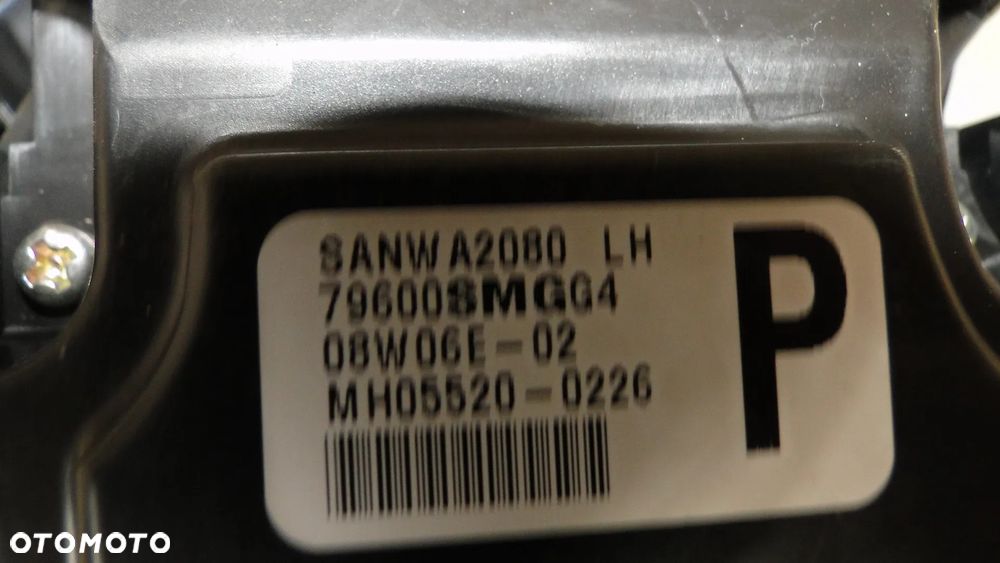 SANWA2080 LH
79600SMGG4
08W06E-02
MH05520-0226
P
OTOMOTO